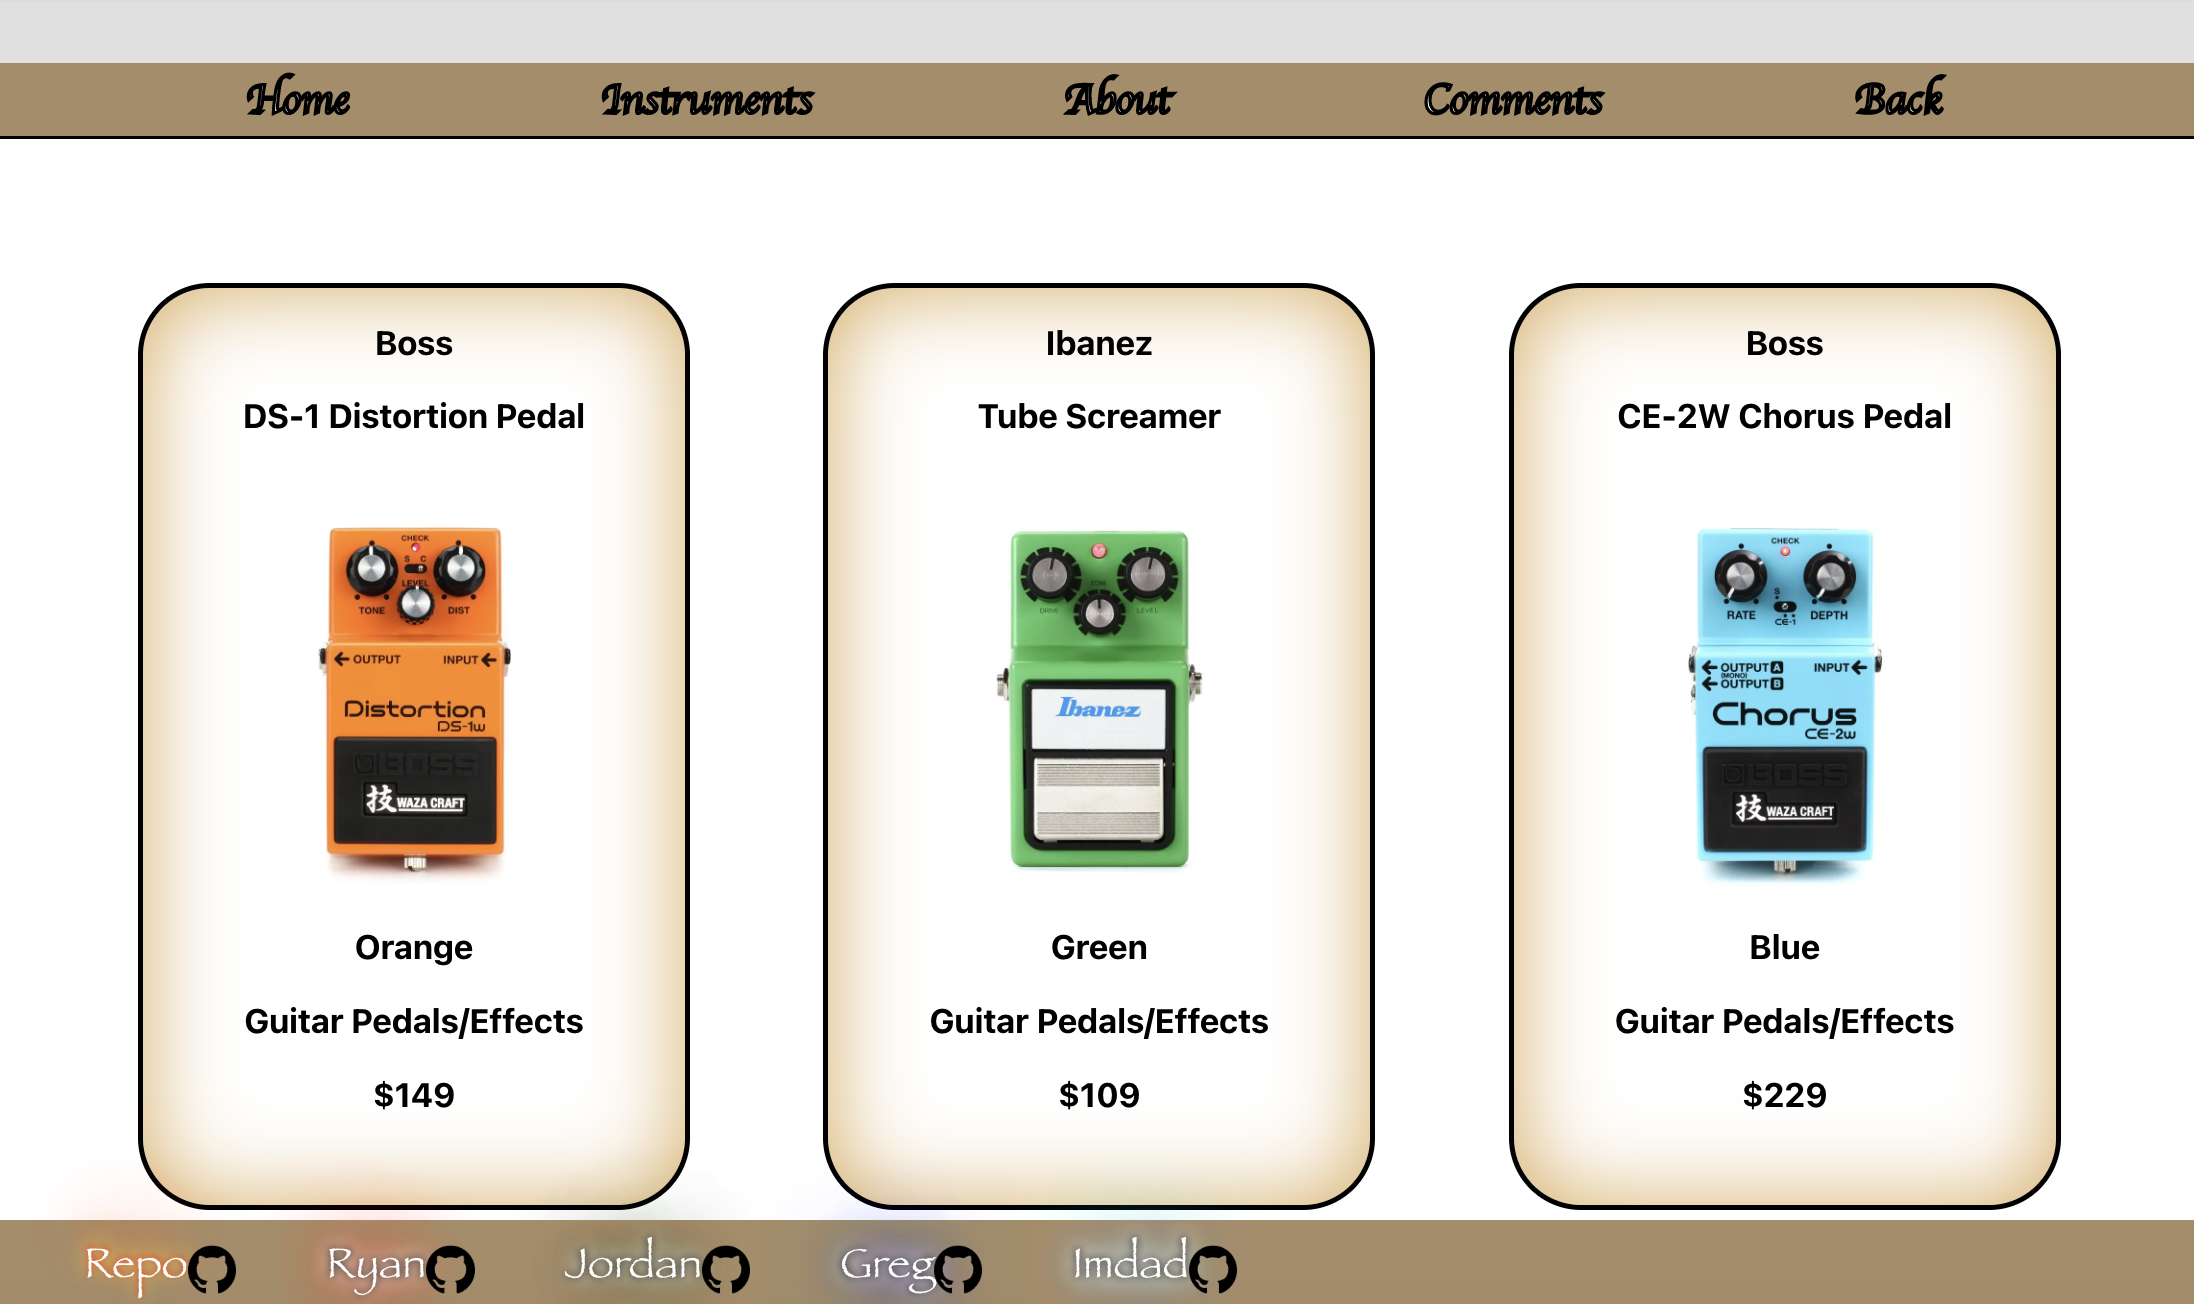 Home Instruments About Comments Back
Boss
DS-1 Distortion Pedal
CHECK
S C
LEVEL
TONE DIST
OUTPUT INPUT
Distortion
DS-1w
BOSS
技 WAZA CRAFT
Orange
Guitar Pedals/Effects
$149
Ibanez
Tube Screamer
TONE
DRIVE LEVEL
Ibanez
Green
Guitar Pedals/Effects
$109
Boss
CE-2W Chorus Pedal
CHECK
S
RATE DEPTH
CE-1
OUTPUT A INPUT
(MONO)
OUTPUT B
Chorus
CE-2w
BOSS
技 WAZA CRAFT
Blue
Guitar Pedals/Effects
$229
Repo Ryan Jordan Greg Imdad